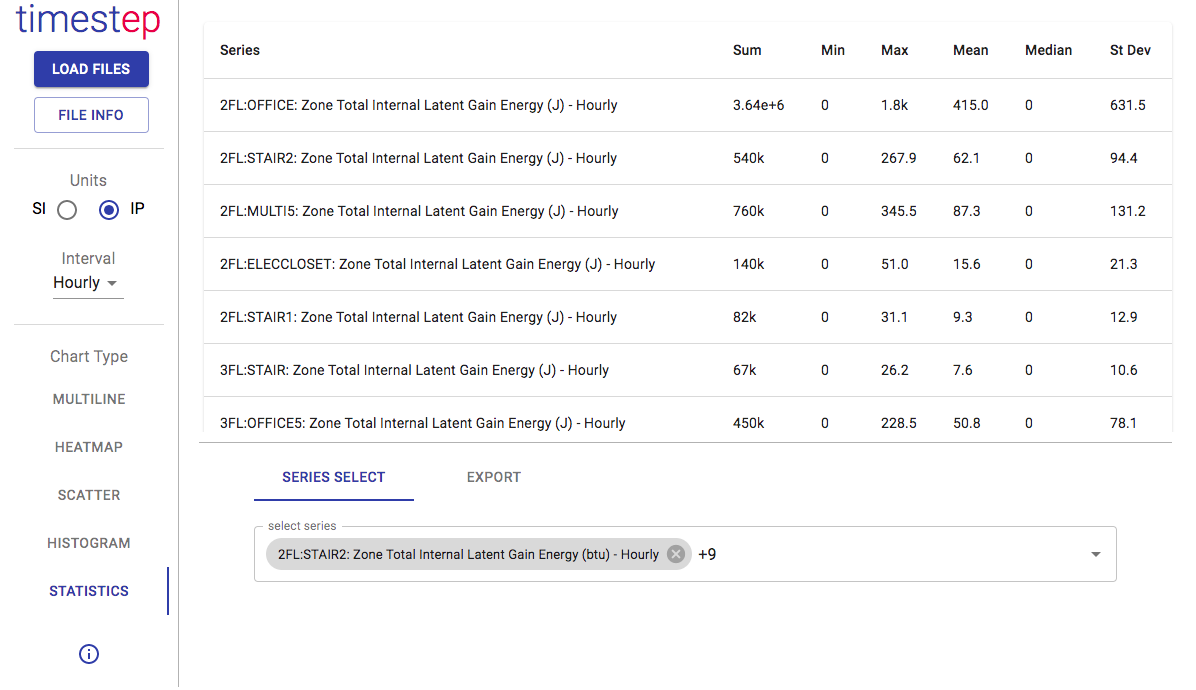 timestep
LOAD FILES
FILE INFO
Units
SI IP
Interval
Hourly
Chart Type
MULTILINE
HEATMAP
SCATTER
HISTOGRAM
STATISTICS
Series Sum Min Max Mean Median St Dev
2FL:OFFICE: Zone Total Internal Latent Gain Energy (J) - Hourly 3.64e+6 0 1.8k 415.0 0 631.5
2FL:STAIR2: Zone Total Internal Latent Gain Energy (J) - Hourly 540k 0 267.9 62.1 0 94.4
2FL:MULTI5: Zone Total Internal Latent Gain Energy (J) - Hourly 760k 0 345.5 87.3 0 131.2
2FL:ELECCLOSET: Zone Total Internal Latent Gain Energy (J) - Hourly 140k 0 51.0 15.6 0 21.3
2FL:STAIR1: Zone Total Internal Latent Gain Energy (J) - Hourly 82k 0 31.1 9.3 0 12.9
3FL:STAIR: Zone Total Internal Latent Gain Energy (J) - Hourly 67k 0 26.2 7.6 0 10.6
3FL:OFFICE5: Zone Total Internal Latent Gain Energy (J) - Hourly 450k 0 228.5 50.8 0 78.1
SERIES SELECT EXPORT
select series
2FL:STAIR2: Zone Total Internal Latent Gain Energy (btu) - Hourly +9